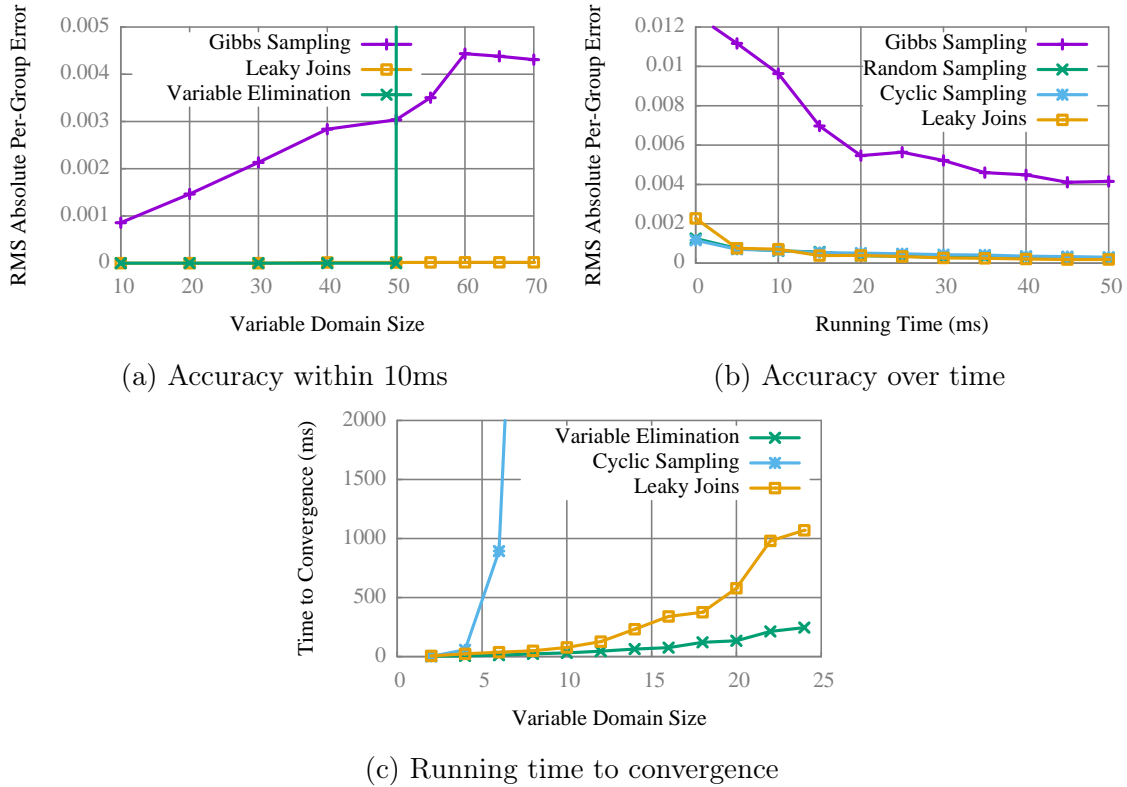 RMS Absolute Per-Group Error
0.005
0.004
0.003
0.002
0.001
0
Gibbs Sampling
Leaky Joins
Variable Elimination
10 20 30 40 50 60 70
Variable Domain Size
(a) Accuracy within 10ms
RMS Absolute Per-Group Error
0.012
0.01
0.008
0.006
0.004
0.002
0
Gibbs Sampling
Random Sampling
Cyclic Sampling
Leaky Joins
0 10 20 30 40 50
Running Time (ms)
(b) Accuracy over time
Time to Convergence (ms)
2000
1500
1000
500
0
Variable Elimination
Cyclic Sampling
Leaky Joins
0 5 10 15 20 25
Variable Domain Size
(c) Running time to convergence